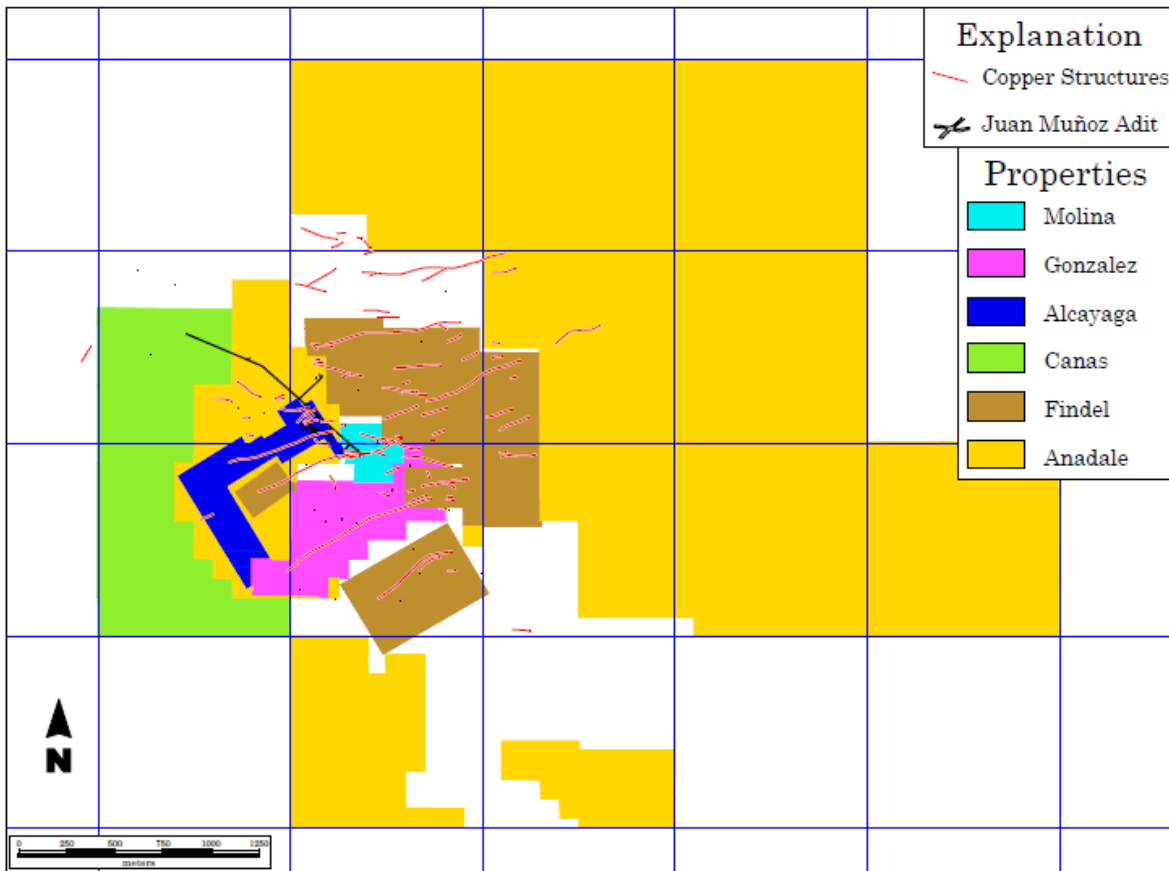 Explanation
Copper Structures
Juan Muñoz Adit
Properties
Molina
Gonzalez
Alcayaga
Canas
Findel
Anadale
N
0 250 500 750 1000 1250
meters